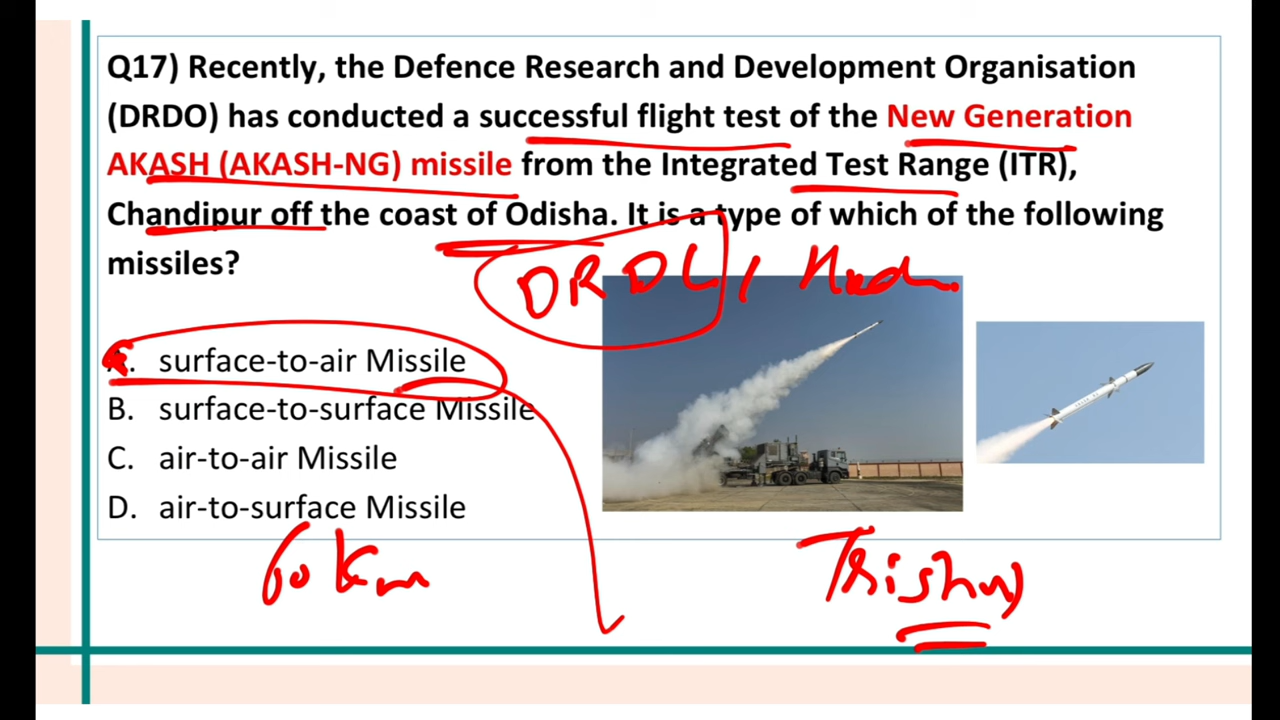 Q17) Recently, the Defence Research and Development Organisation
(DRDO) has conducted a successful flight test of the New Generation
AKASH (AKASH-NG) missile from the Integrated Test Range (ITR),
Chandipur off the coast of Odisha. It is a type of which of the following
missiles?
DRDL,
A. surface-to-air Missile
B. surface-to-surface Missile
C. air-to-air Missile
D. air-to-surface Missile
60 Km
Trishul